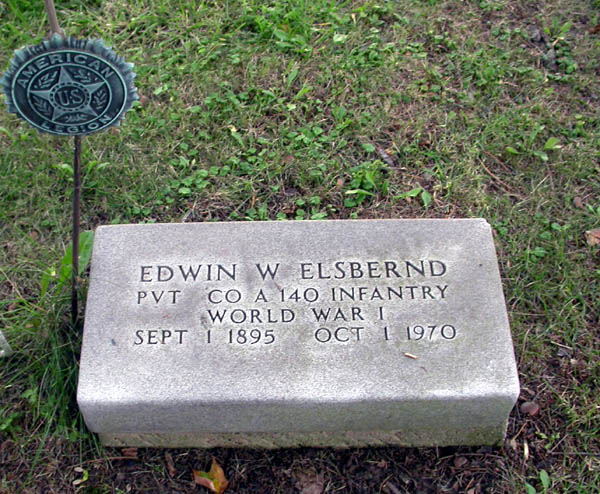 AMERICAN
US
LEGION
EDWIN W ELSBERND
PVT CO A 140 INFANTRY
WORLD WAR I
SEPT 1 1895 OCT 1 1970